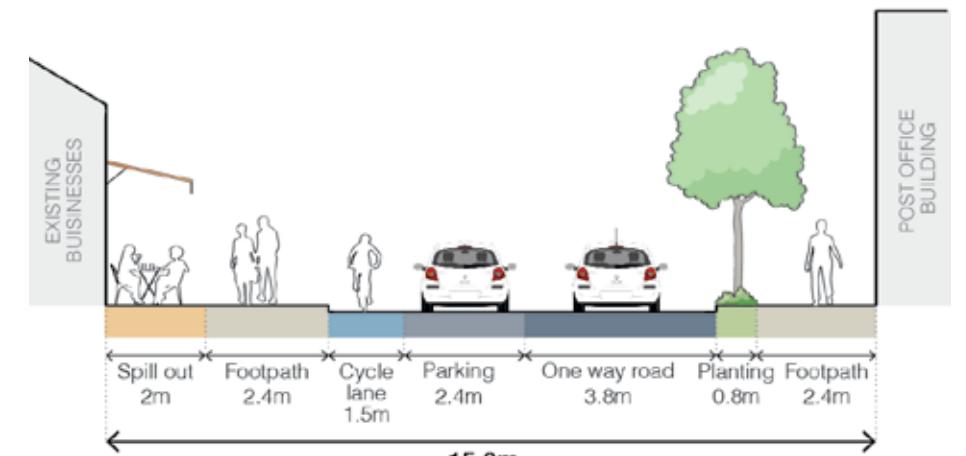 EXISTING
BUISINESSES
POST OFFICE
BUILDING
Spill out
2m
Footpath
2.4m
Cycle
lane
1.5m
Parking
2.4m
One way road
3.8m
Planting
0.8m
Footpath
2.4m